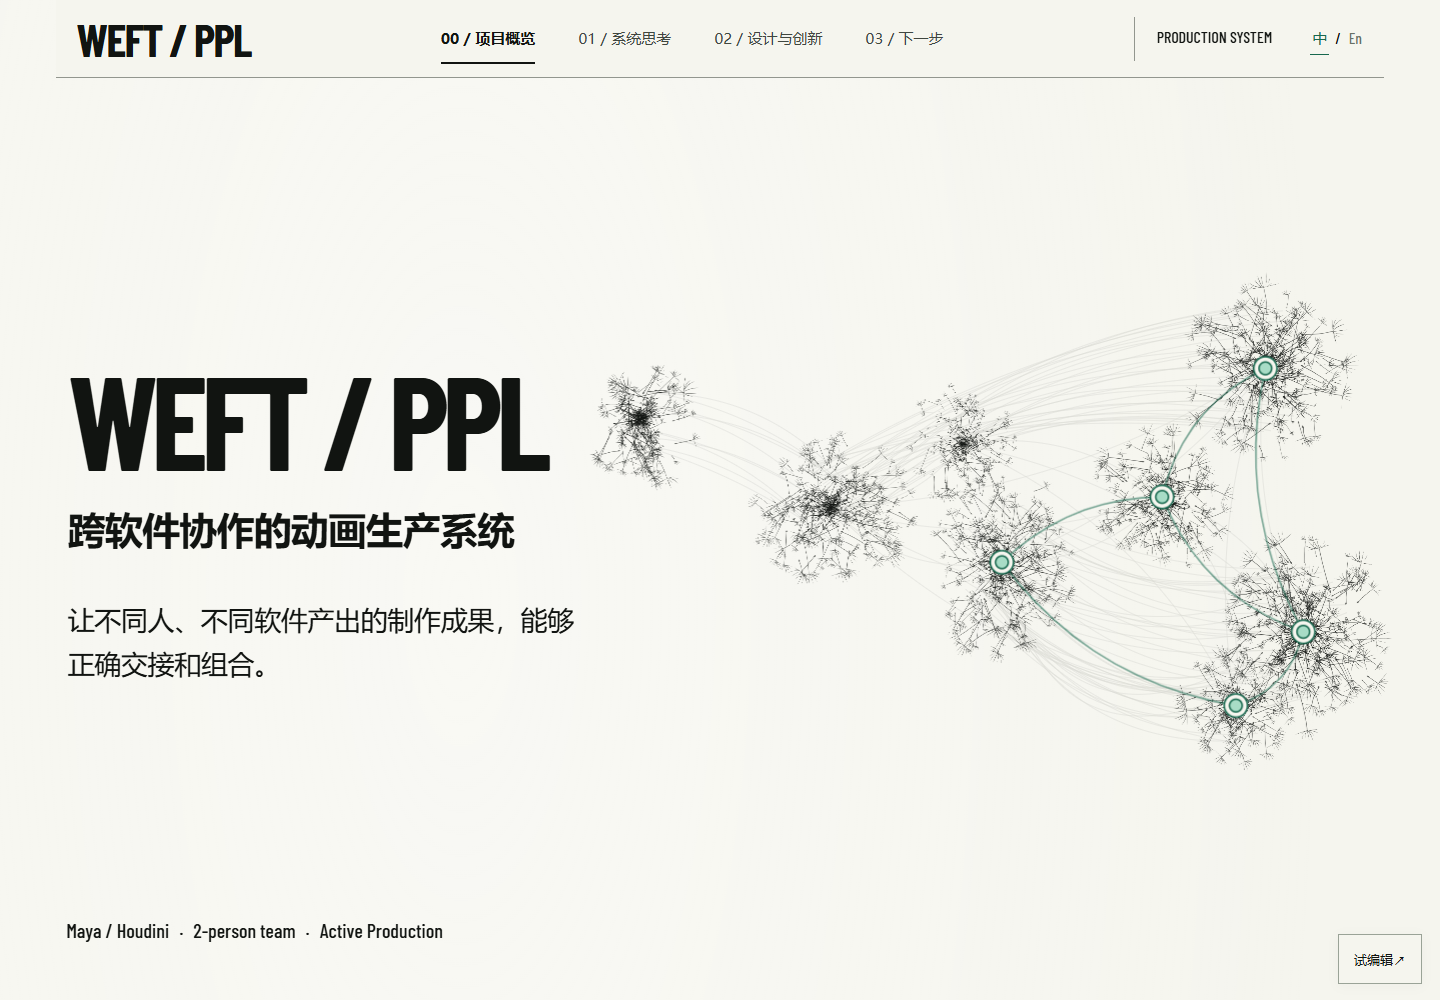 WEFT / PPL
00 / 项目概览
01 / 系统思考
02 / 设计与创新
03 / 下一步
PRODUCTION SYSTEM
中 / En
WEFT / PPL
跨软件协作的动画生产系统
让不同人、不同软件产出的制作成果，能够
正确交接和组合。
Maya / Houdini · 2-person team · Active Production
试编辑↗